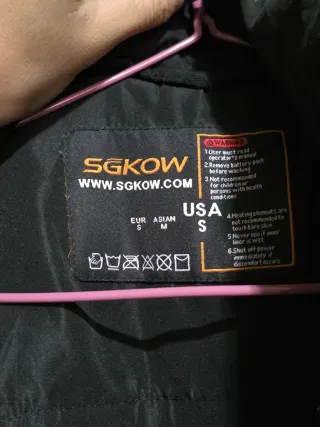 SGKOW
WWW.SGKOW.COM
EUR ASIAN USA
S M S
WARNING
1.User must read
operator's manual
2.Remove battery pack
before washing
3.Not recommended
for children or
persons with health
conditions
4.Heating elements are
not recommended to
touch bare skin
5.Never use if inner
liner is wet
6.Shut off power
immediately if
discomfort occurs